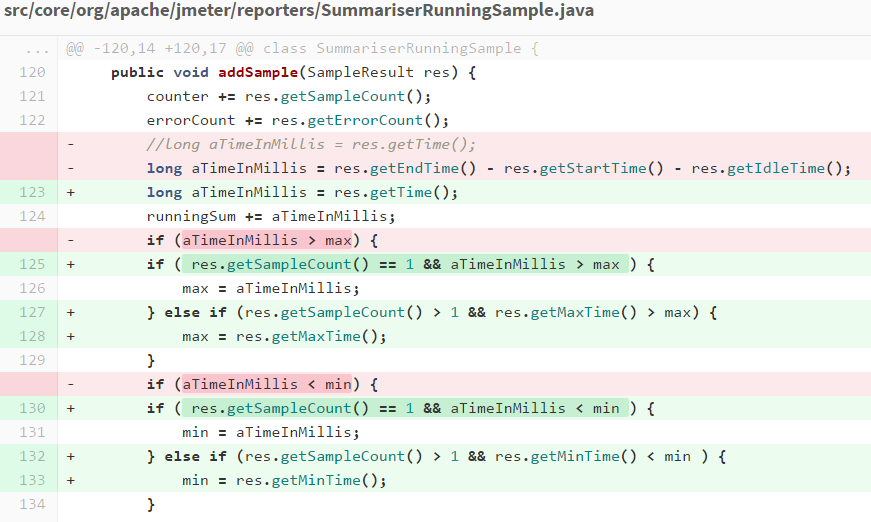 src/core/org/apache/jmeter/reporters/SummariserRunningSample.java
... @@ -120,14 +120,17 @@ class SummariserRunningSample {
120 public void addSample(SampleResult res) {
121 counter += res.getSampleCount();
122 errorCount += res.getErrorCount();
- //long aTimeInMillis = res.getTime();
- long aTimeInMillis = res.getEndTime() - res.getStartTime() - res.getIdleTime();
123 + long aTimeInMillis = res.getTime();
124 runningSum += aTimeInMillis;
- if (aTimeInMillis > max) {
125 + if ( res.getSampleCount() == 1 && aTimeInMillis > max ) {
126 max = aTimeInMillis;
127 + } else if (res.getSampleCount() > 1 && res.getMaxTime() > max) {
128 + max = res.getMaxTime();
129 }
- if (aTimeInMillis < min) {
130 + if ( res.getSampleCount() == 1 && aTimeInMillis < min ) {
131 min = aTimeInMillis;
132 + } else if (res.getSampleCount() > 1 && res.getMinTime() < min ) {
133 + min = res.getMinTime();
134 }